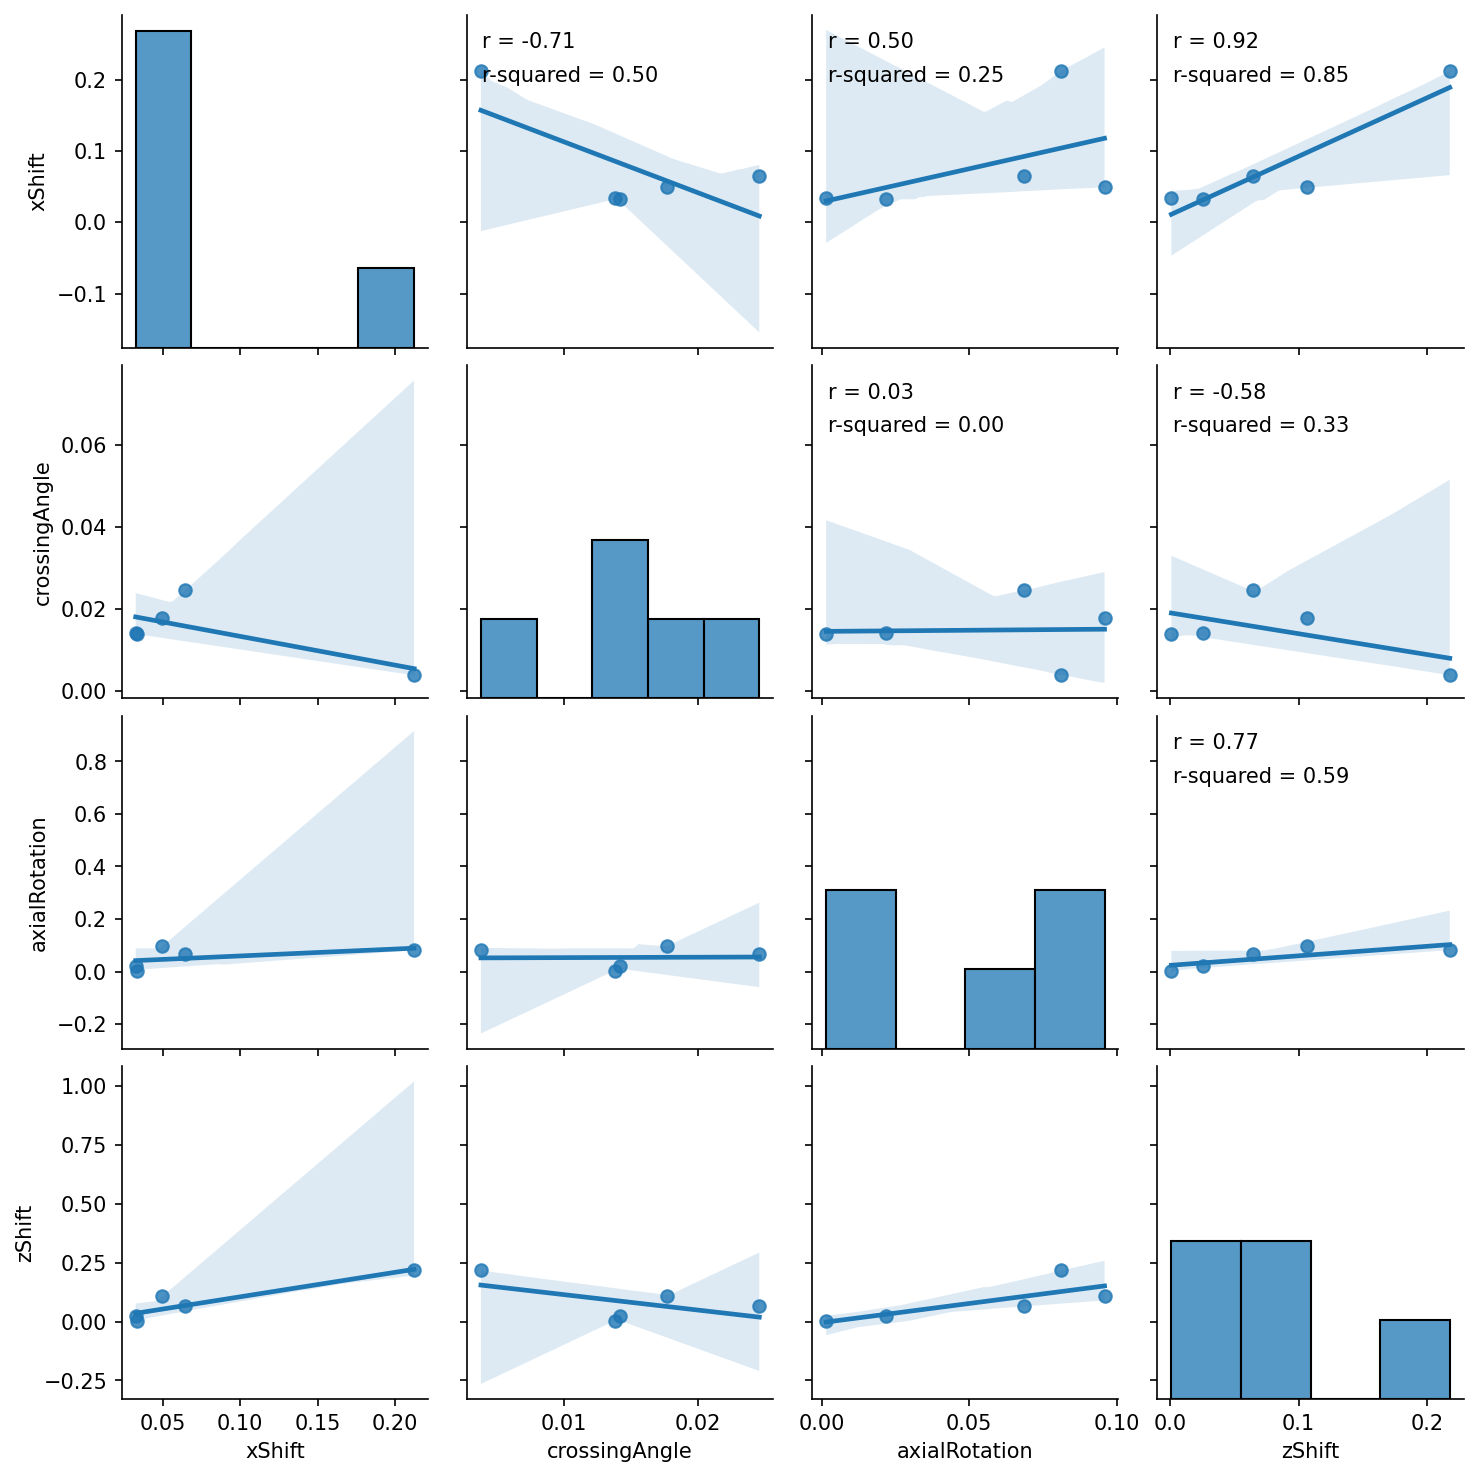 r = -0.71
r-squared = 0.50
r = 0.50
r-squared = 0.25
r = 0.92
r-squared = 0.85
xShift
0.2
0.1
0.0
−0.1
r = 0.03
r-squared = 0.00
r = -0.58
r-squared = 0.33
crossingAngle
0.06
0.04
0.02
0.00
r = 0.77
r-squared = 0.59
axialRotation
0.8
0.6
0.4
0.2
0.0
−0.2
zShift
1.00
0.75
0.50
0.25
0.00
−0.25
0.05 0.10 0.15 0.20
xShift
0.01 0.02
crossingAngle
0.00 0.05 0.10
axialRotation
0.0 0.1 0.2
zShift